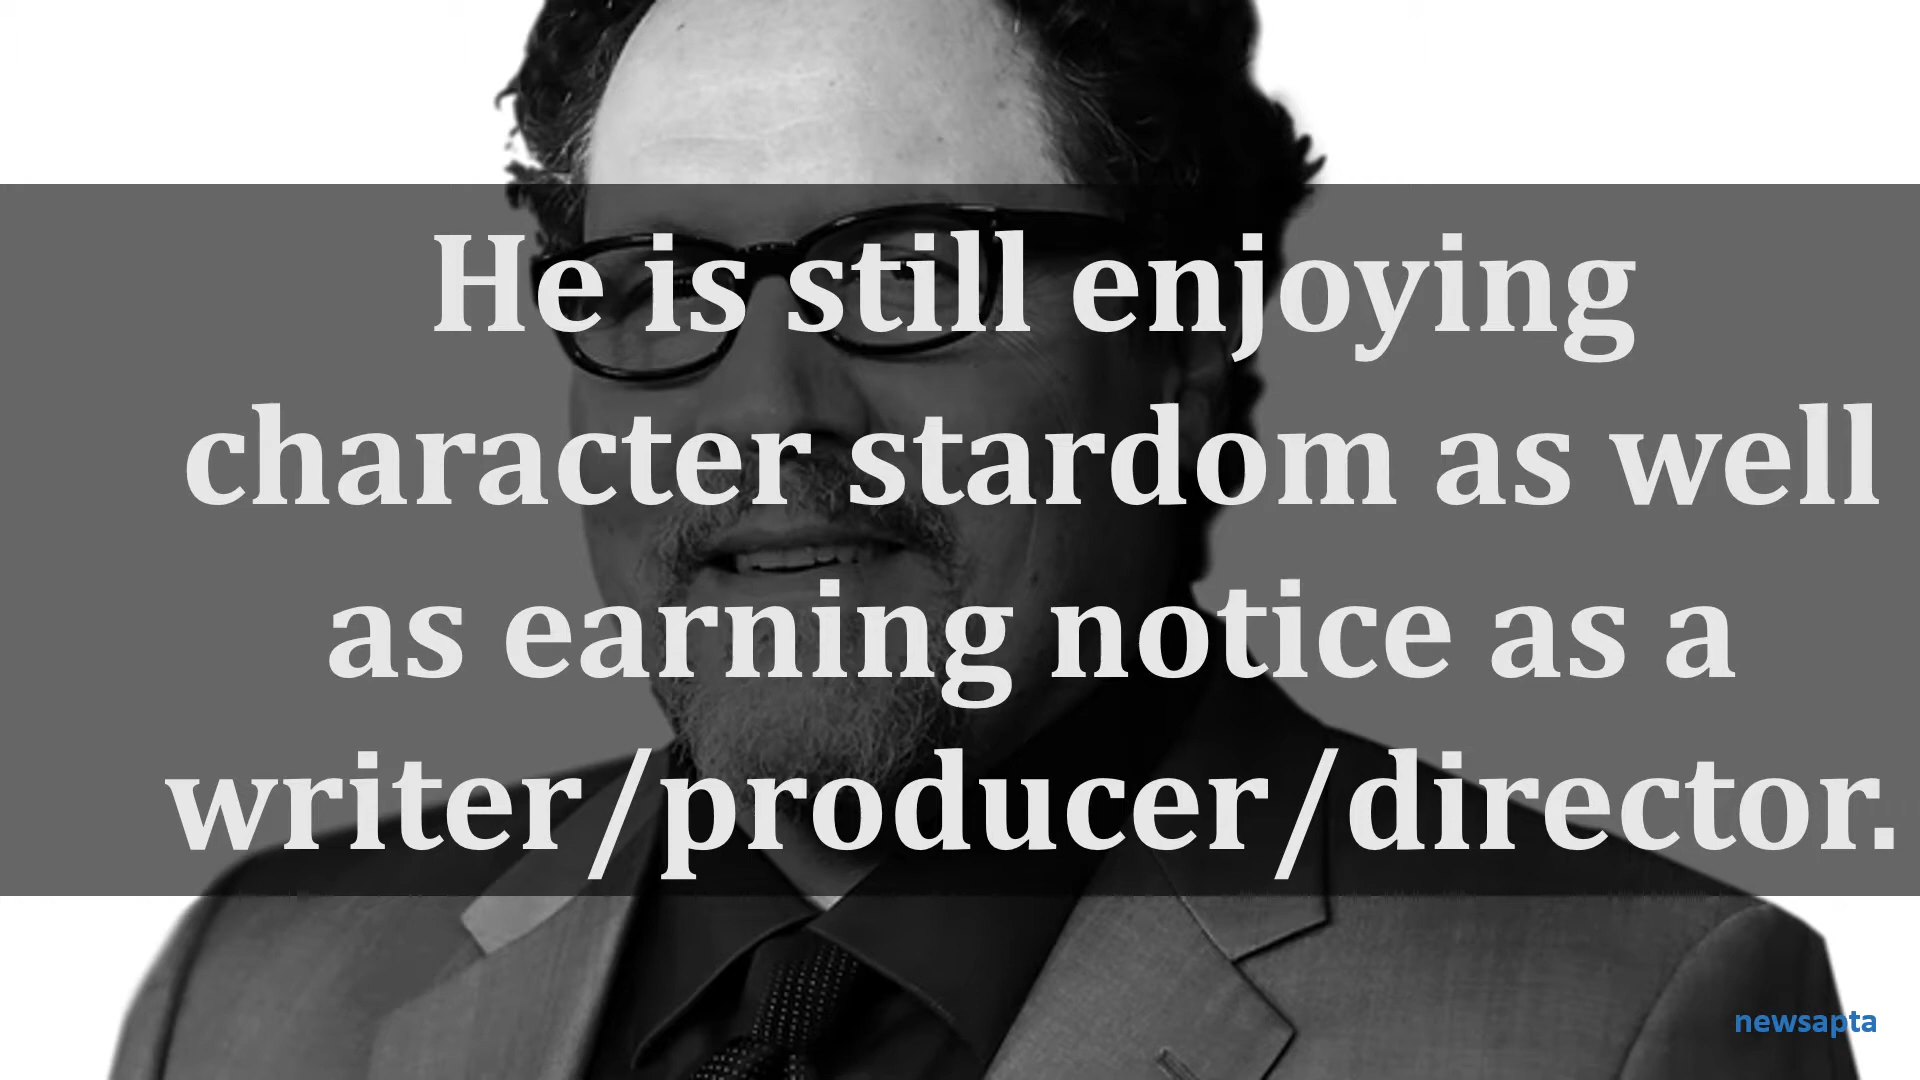 He is still enjoying
character stardom as well
as earning notice as a
writer/producer/director.
newsapta